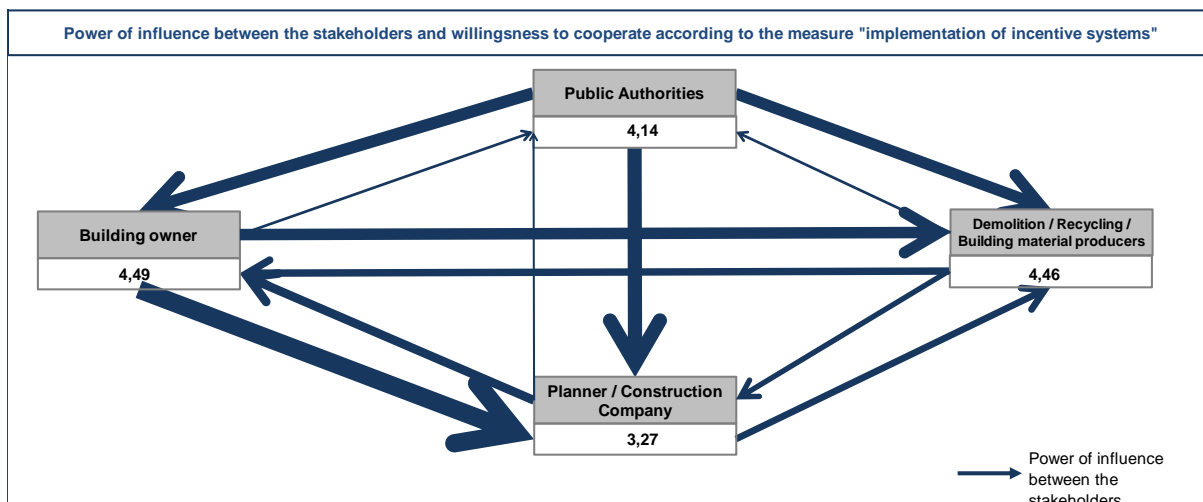 Power of influence between the stakeholders and willingsness to cooperate according to the measure "implementation of incentive systems"
Public Authorities
4,14
Building owner
4,49
Demolition / Recycling /
Building material producers
4,46
Planner / Construction
Company
3,27
Power of influence
between the
stakeholders